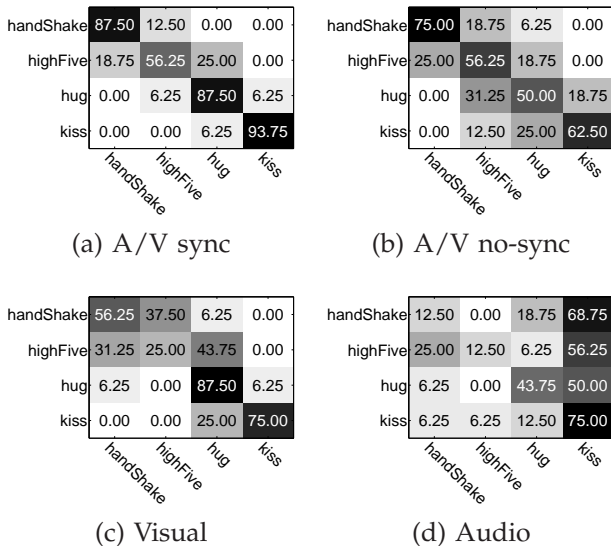 handShake 87.50 12.50 0.00 0.00
highFive 18.75 56.25 25.00 0.00
hug 0.00 6.25 87.50 6.25
kiss 0.00 0.00 6.25 93.75
handShake highFive hug kiss
(a) A/V sync
handShake 75.00 18.75 6.25 0.00
highFive 25.00 56.25 18.75 0.00
hug 0.00 31.25 50.00 18.75
kiss 0.00 12.50 25.00 62.50
handShake highFive hug kiss
(b) A/V no-sync
handShake 56.25 37.50 6.25 0.00
highFive 31.25 25.00 43.75 0.00
hug 6.25 0.00 87.50 6.25
kiss 0.00 0.00 25.00 75.00
handShake highFive hug kiss
(c) Visual
handShake 12.50 0.00 18.75 68.75
highFive 25.00 12.50 6.25 56.25
hug 6.25 0.00 43.75 50.00
kiss 6.25 6.25 12.50 75.00
handShake highFive hug kiss
(d) Audio